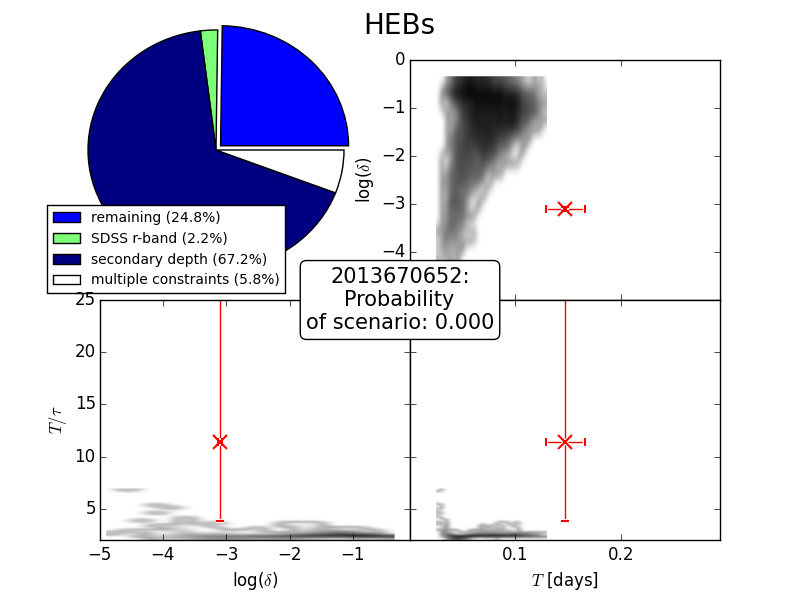 HEBs
remaining (24.8%)
SDSS r-band (2.2%)
secondary depth (67.2%)
multiple constraints (5.8%)
0
−1
−2
−3
−4
log(δ)
2013670652:
Probability
of scenario: 0.000
25
20
15
10
5
T/τ
−5 −4 −3 −2 −1
log(δ)
0.1 0.2
T [days]